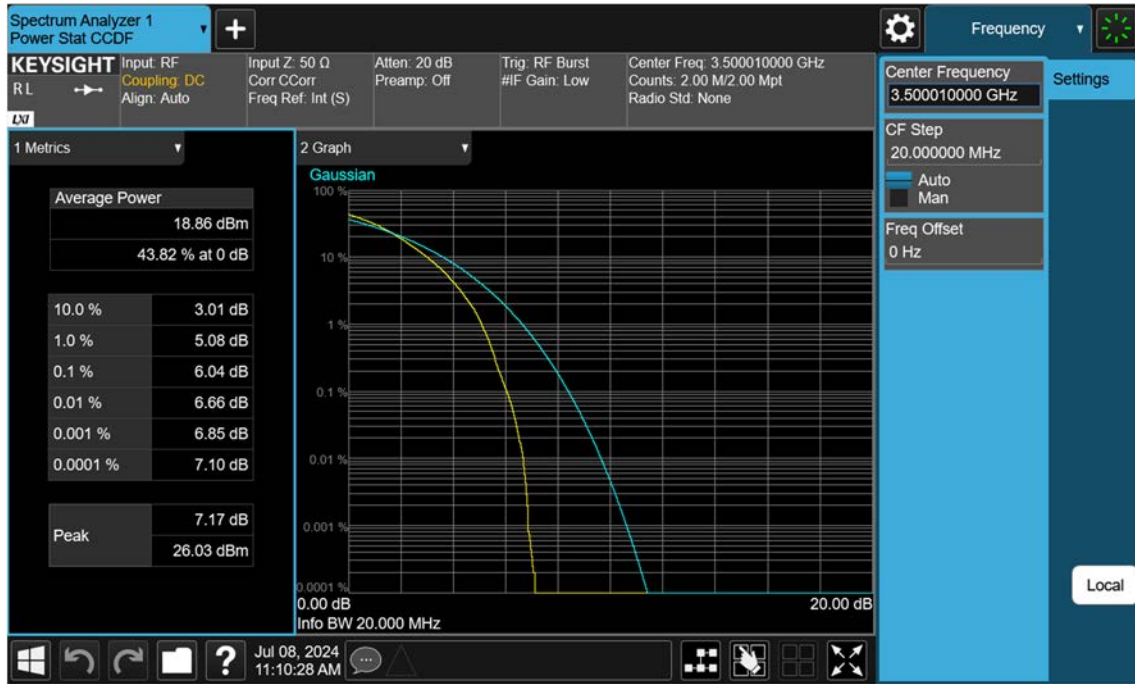 Spectrum Analyzer 1
Power Stat CCDF
+
Frequency
KEYSIGHT
RL
LXI
Input: RF
Coupling: DC
Align: Auto
Input Z: 50 Ω
Corr CCorr
Freq Ref: Int (S)
Atten: 20 dB
Preamp: Off
Trig: RF Burst
#IF Gain: Low
Center Freq: 3.500010000 GHz
Counts: 2.00 M/2.00 Mpt
Radio Std: None
Center Frequency
3.500010000 GHz
Settings
CF Step
20.000000 MHz
Auto
Man
Freq Offset
0 Hz
Local
1 Metrics
Average Power
18.86 dBm
43.82 % at 0 dB
10.0 % 3.01 dB
1.0 % 5.08 dB
0.1 % 6.04 dB
0.01 % 6.66 dB
0.001 % 6.85 dB
0.0001 % 7.10 dB
Peak
7.17 dB
26.03 dBm
2 Graph
Gaussian
100 %
10 %
1 %
0.1 %
0.01 %
0.001 %
0.0001 %
0.00 dB 20.00 dB
Info BW 20.000 MHz
?
Jul 08, 2024
11:10:28 AM